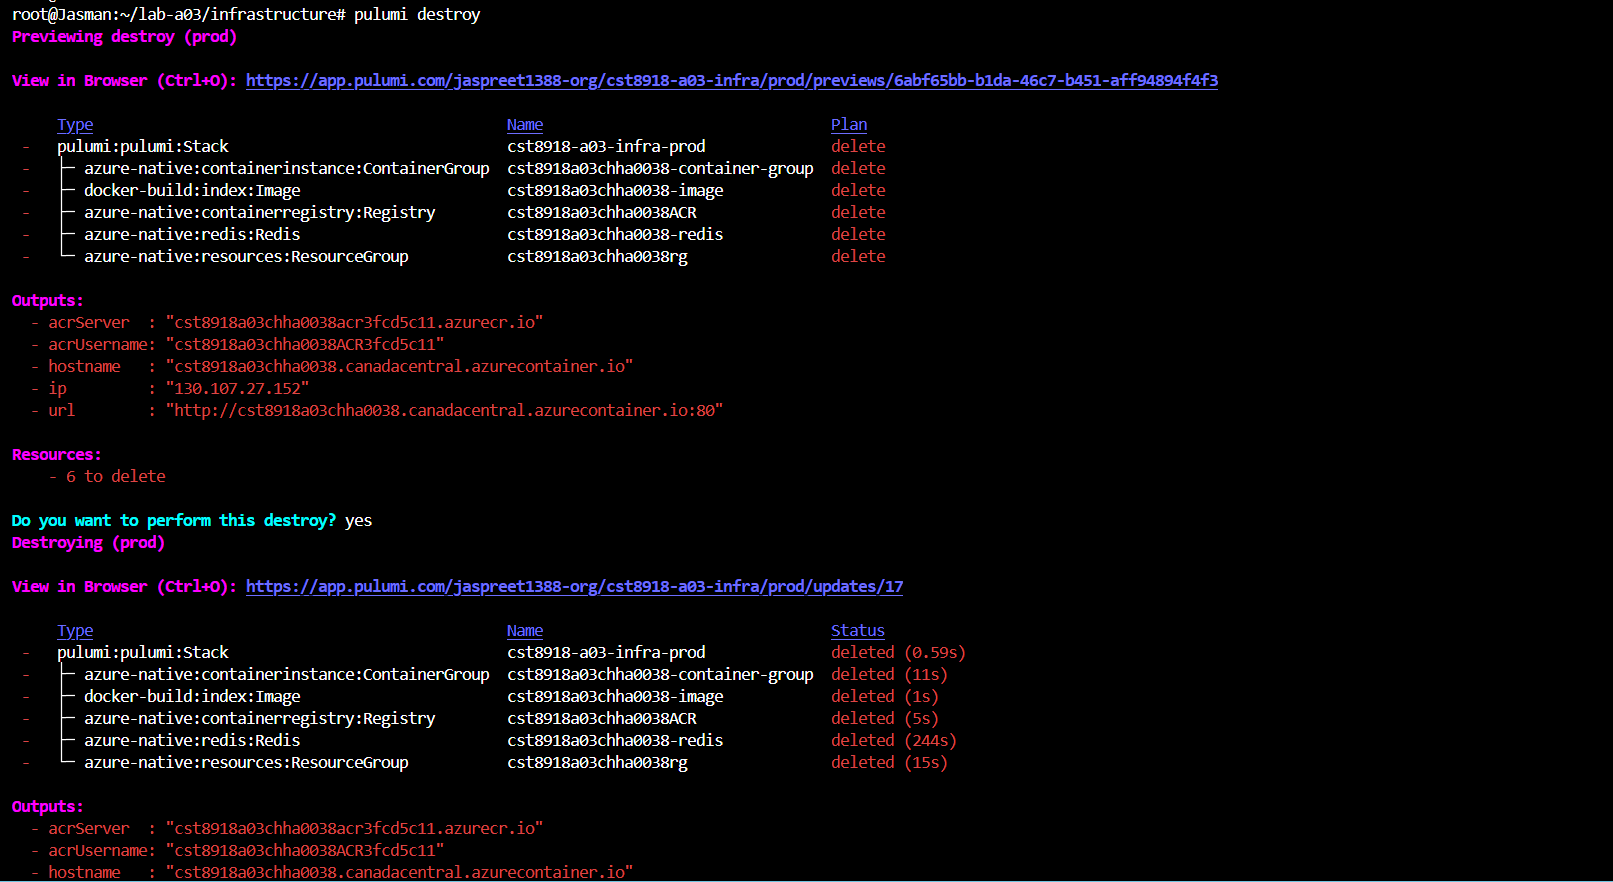 root@Jasman:~/lab-a03/infrastructure# pulumi destroy
Previewing destroy (prod)
View in Browser (Ctrl+O): https://app.pulumi.com/jaspreet1388-org/cst8918-a03-infra/prod/previews/6abf65bb-b1da-46c7-b451-aff94894f4f3
Type Name Plan
- pulumi:pulumi:Stack cst8918-a03-infra-prod delete
- ├─ azure-native:containerinstance:ContainerGroup cst8918a03chha0038-container-group delete
- ├─ docker-build:index:Image cst8918a03chha0038-image delete
- ├─ azure-native:containerregistry:Registry cst8918a03chha0038ACR delete
- ├─ azure-native:redis:Redis cst8918a03chha0038-redis delete
- └─ azure-native:resources:ResourceGroup cst8918a03chha0038rg delete
Outputs:
- acrServer : "cst8918a03chha0038acr3fcd5c11.azurecr.io"
- acrUsername: "cst8918a03chha0038ACR3fcd5c11"
- hostname : "cst8918a03chha0038.canadacentral.azurecontainer.io"
- ip : "130.107.27.152"
- url : "http://cst8918a03chha0038.canadacentral.azurecontainer.io:80"
Resources:
- 6 to delete
Do you want to perform this destroy? yes
Destroying (prod)
View in Browser (Ctrl+O): https://app.pulumi.com/jaspreet1388-org/cst8918-a03-infra/prod/updates/17
Type Name Status
- pulumi:pulumi:Stack cst8918-a03-infra-prod deleted (0.59s)
- ├─ azure-native:containerinstance:ContainerGroup cst8918a03chha0038-container-group deleted (11s)
- ├─ docker-build:index:Image cst8918a03chha0038-image deleted (1s)
- ├─ azure-native:containerregistry:Registry cst8918a03chha0038ACR deleted (5s)
- ├─ azure-native:redis:Redis cst8918a03chha0038-redis deleted (244s)
- └─ azure-native:resources:ResourceGroup cst8918a03chha0038rg deleted (15s)
Outputs:
- acrServer : "cst8918a03chha0038acr3fcd5c11.azurecr.io"
- acrUsername: "cst8918a03chha0038ACR3fcd5c11"
- hostname : "cst8918a03chha0038.canadacentral.azurecontainer.io"